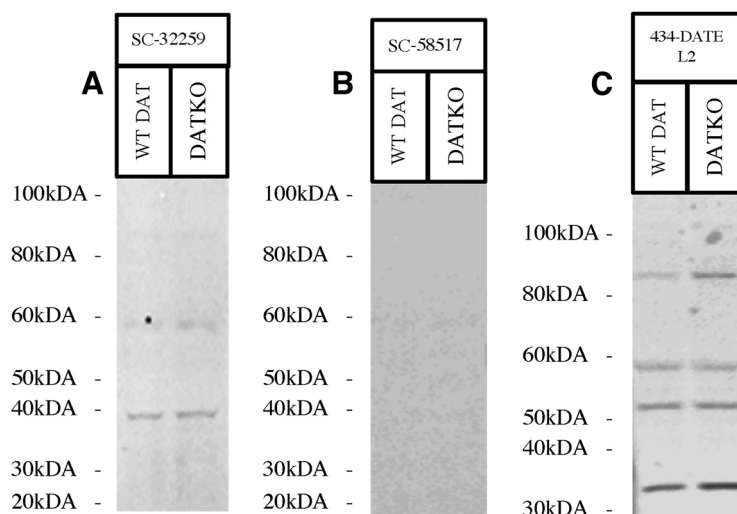 A
SC-32259
WT DAT
DATKO
100kDA -
80kDA -
60kDA -
50kDA -
40kDA -
30kDA -
20kDA -
B
SC-58517
WT DAT
DATKO
100kDA -
80kDA -
60kDA -
50kDA -
40kDA -
30kDA -
20kDA -
C
434-DATE
L2
WT DAT
DATKO
100kDA -
80kDA -
60kDA -
50kDA -
40kDA -
30kDA -